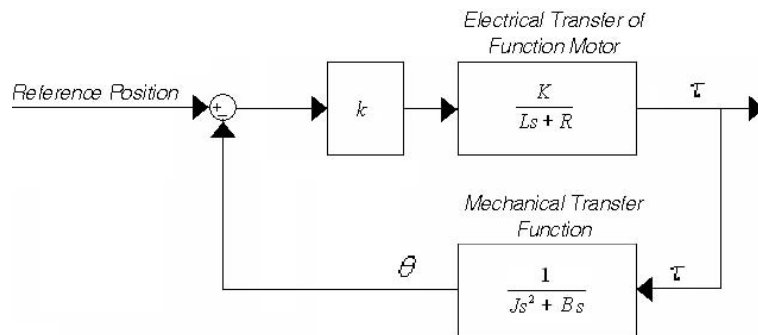 Electrical Transfer of
Function Motor
Reference Position
+
−
k
K
Ls + R
τ
Mechanical Transfer
Function
θ
1
Js² + Bs
τ